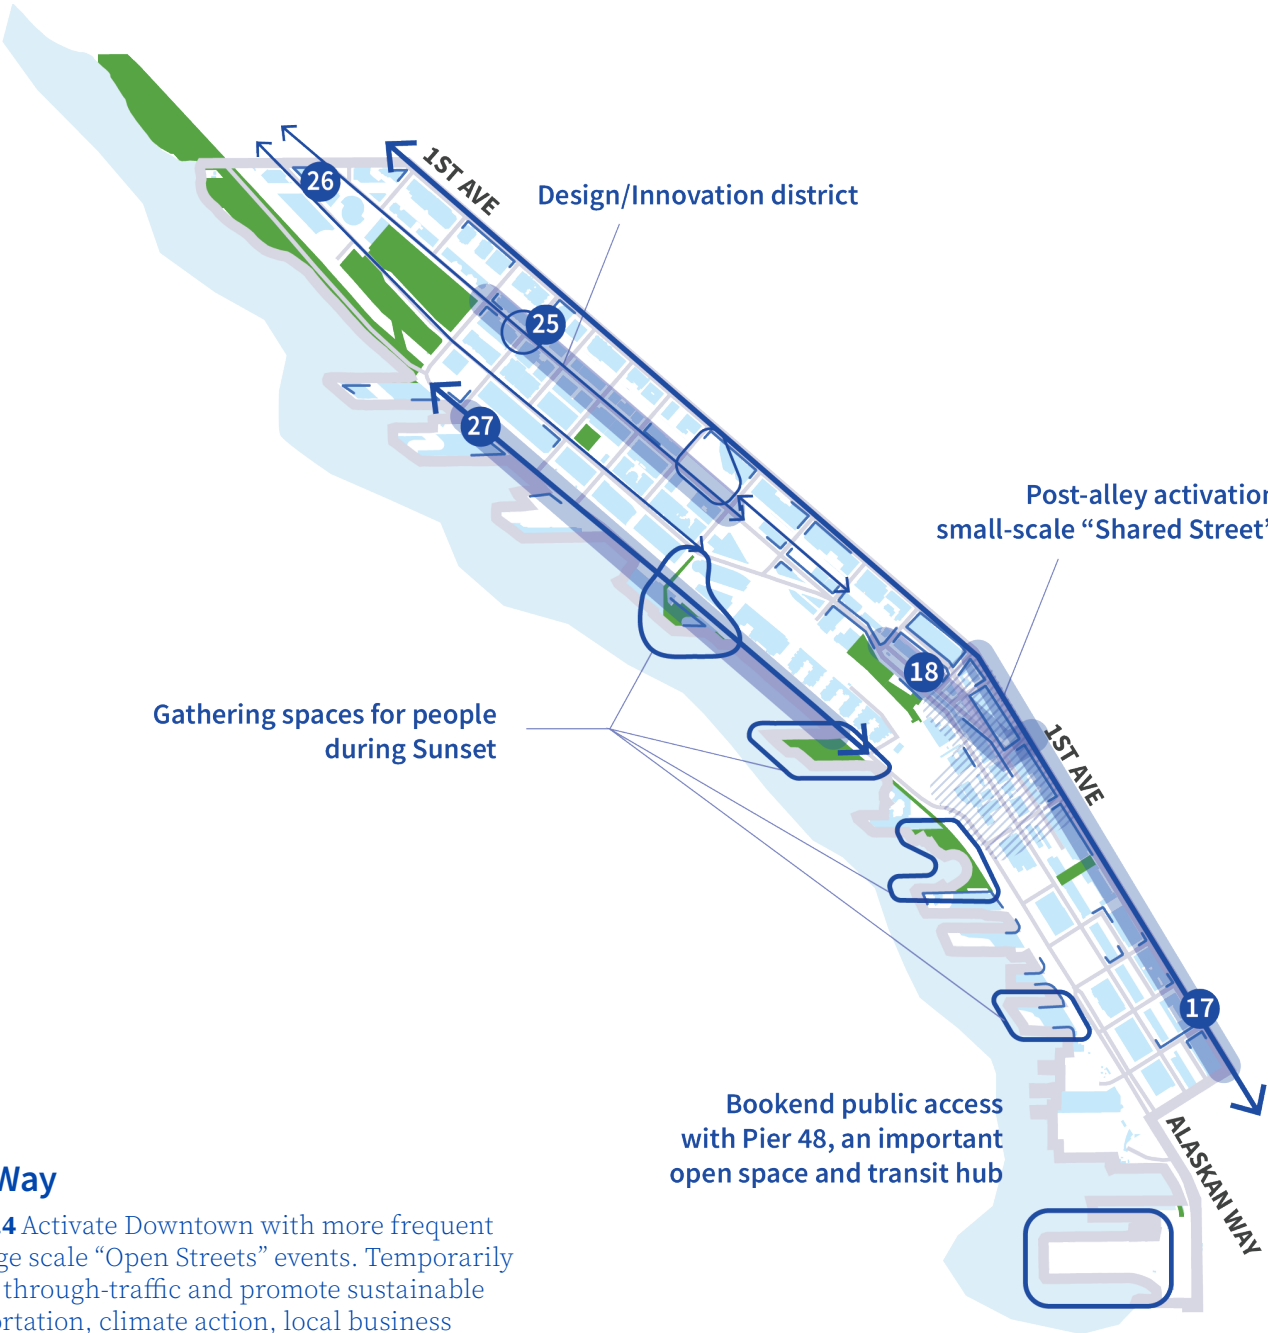 26
1ST AVE
Design/Innovation district
25
27
Post-alley activation
small-scale “Shared Street”
18
Gathering spaces for people
during Sunset
1ST AVE
17
Bookend public access
with Pier 48, an important
open space and transit hub
ALASKAN WAY
Way
.4 Activate Downtown with more frequent
ge scale “Open Streets” events. Temporarily
through-traffic and promote sustainable
ortation, climate action, local business